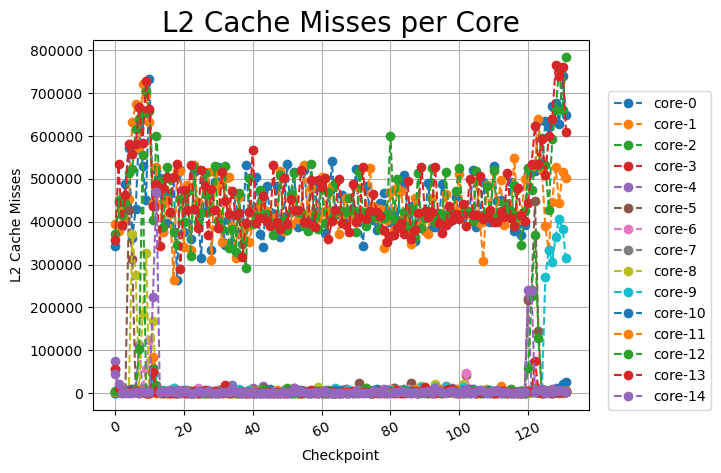 L2 Cache Misses per Core
800000
700000
600000
500000
400000
300000
200000
100000
0
L2 Cache Misses
0 20 40 60 80 100 120
Checkpoint
core-0
core-1
core-2
core-3
core-4
core-5
core-6
core-7
core-8
core-9
core-10
core-11
core-12
core-13
core-14